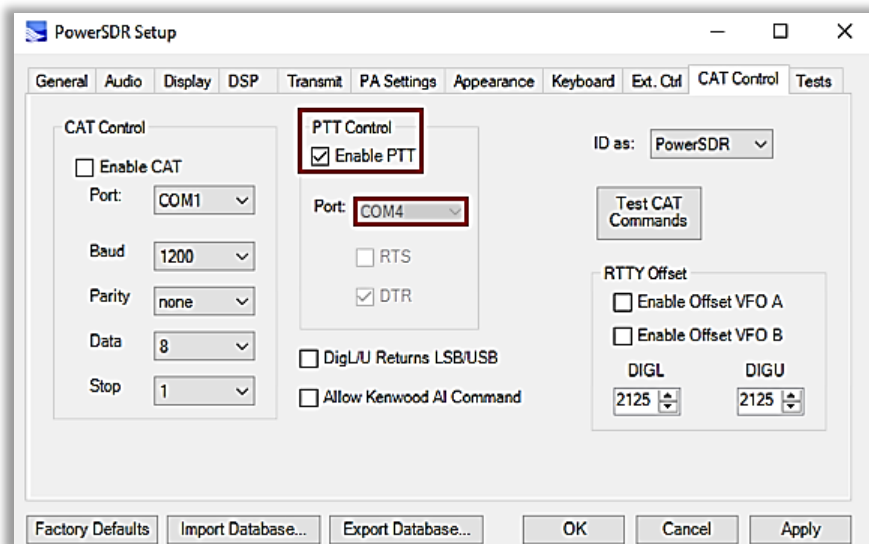 PowerSDR Setup
General Audio Display DSP Transmit PA Settings Appearance Keyboard Ext. Ctrl CAT Control Tests
CAT Control
Enable CAT
Port: COM1
Baud 1200
Parity none
Data 8
Stop 1
PTT Control
Enable PTT
Port: COM4
RTS
DTR
DigL/U Returns LSB/USB
Allow Kenwood AI Command
ID as: PowerSDR
Test CAT
Commands
RTTY Offset
Enable Offset VFO A
Enable Offset VFO B
DIGL DIGU
2125 2125
Factory Defaults Import Database... Export Database... OK Cancel Apply